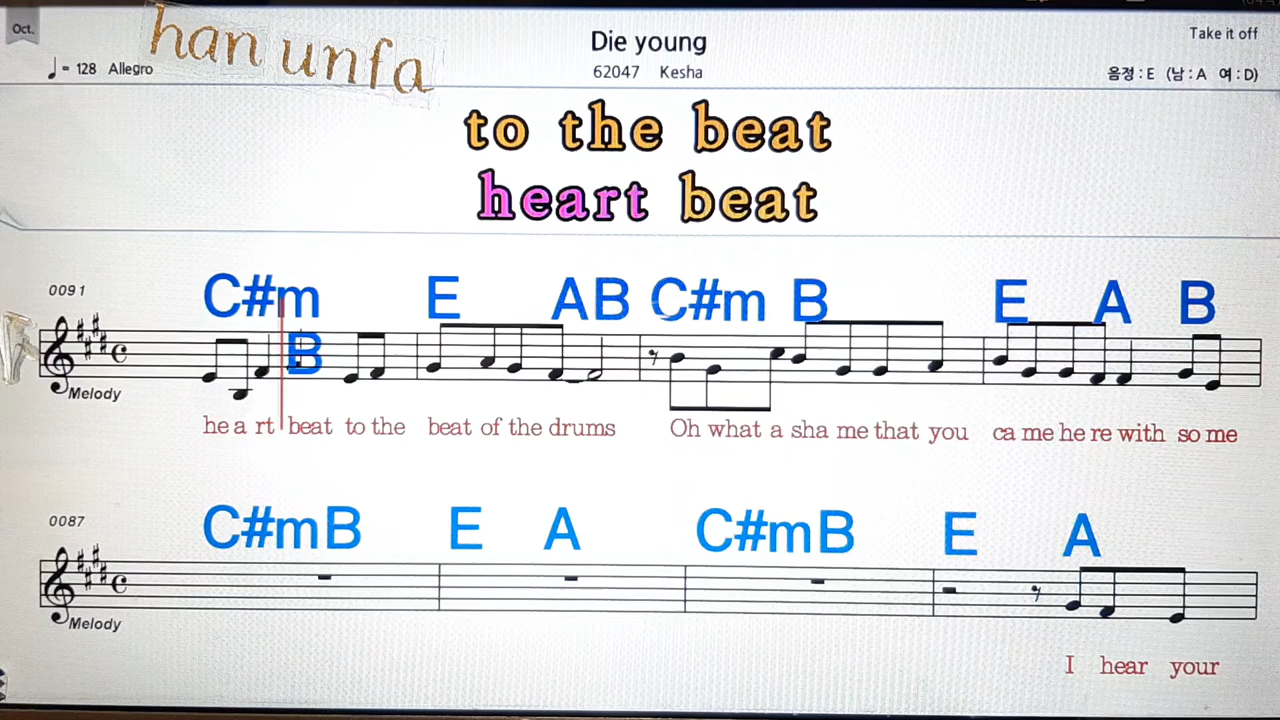 Oct.
han unfa
Die young
Take it off
♩= 128 Allegro
62047 Kesha
음정 : E (남 : A 여 : D)
to the beat
heart beat
0091
C#m E AB C#m B E A B
B
Melody
he a rt beat to the beat of the drums Oh what a sha me that you ca me he re with so me
0087
C#mB E A C#mB E A
Melody
I hear your